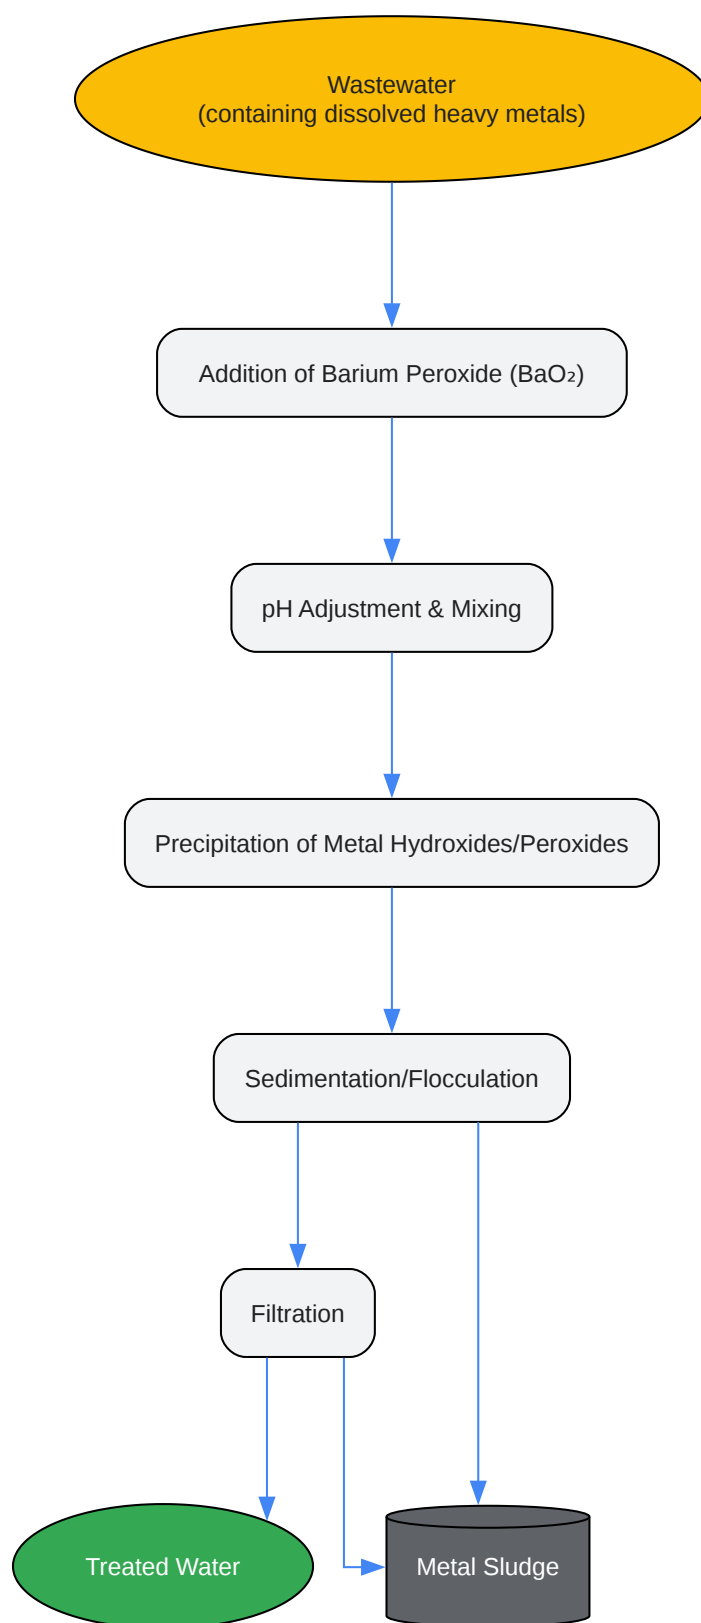 Wastewater
(containing dissolved heavy metals)
Addition of Barium Peroxide (BaO₂)
pH Adjustment & Mixing
Precipitation of Metal Hydroxides/Peroxides
Sedimentation/Flocculation
Filtration
Treated Water
Metal Sludge